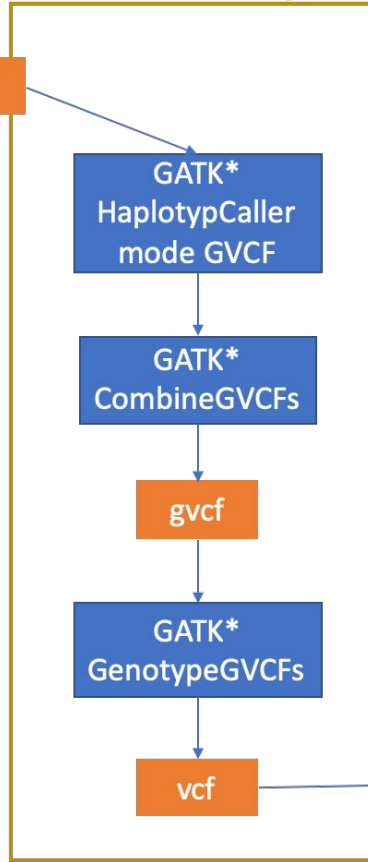 GATK*
HaplotypCaller
mode GVCF
GATK*
CombineGVCFs
gvcf
GATK*
GenotypeGVCFs
vcf